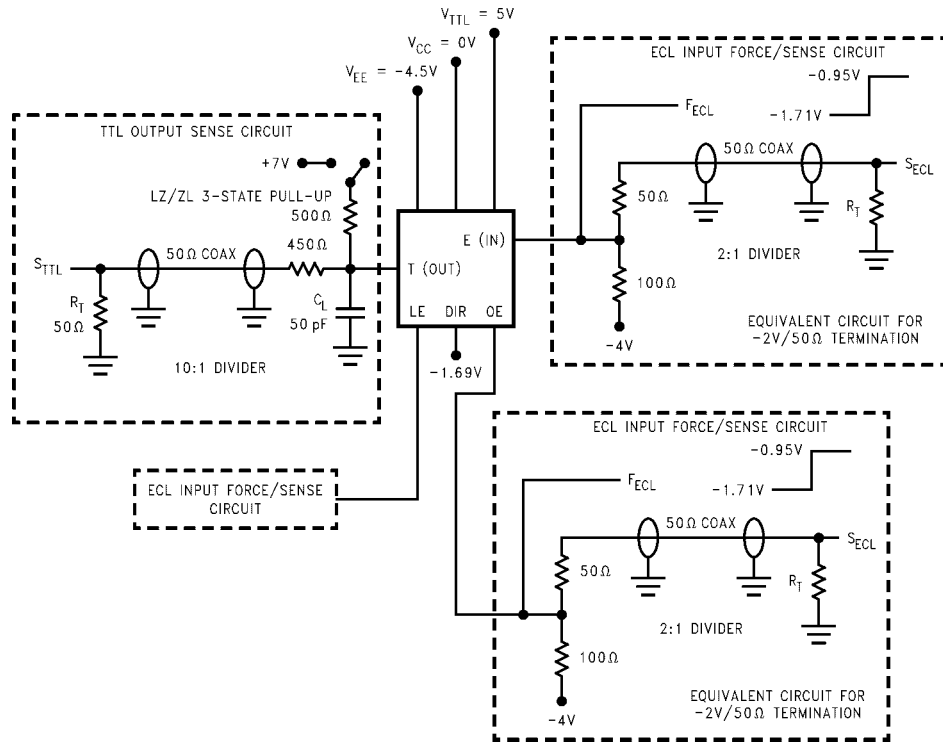 V_TTL = 5V
V_CC = 0V
V_EE = -4.5V
TTL OUTPUT SENSE CIRCUIT
+7V
LZ/ZL 3-STATE PULL-UP
500Ω
450Ω
50Ω COAX
S_TTL
R_T
50Ω
C_L
50 pF
10:1 DIVIDER
E (IN)
T (OUT)
LE DIR OE
-1.69V
ECL INPUT FORCE/SENSE CIRCUIT
-0.95V
-1.71V
F_ECL
50Ω COAX
S_ECL
50Ω
R_T
2:1 DIVIDER
100Ω
-4V
EQUIVALENT CIRCUIT FOR
-2V/50Ω TERMINATION
ECL INPUT FORCE/SENSE
CIRCUIT
ECL INPUT FORCE/SENSE CIRCUIT
-0.95V
-1.71V
F_ECL
50Ω COAX
S_ECL
50Ω
R_T
2:1 DIVIDER
100Ω
-4V
EQUIVALENT CIRCUIT FOR
-2V/50Ω TERMINATION